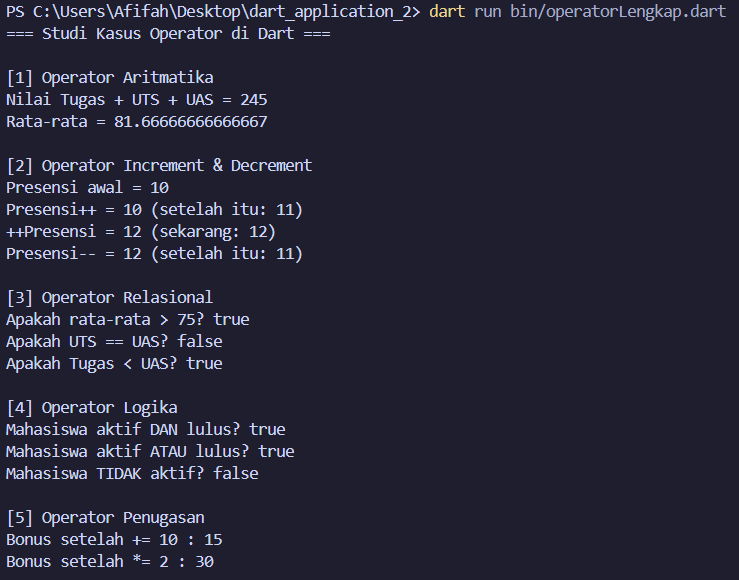 PS C:\Users\Afifah\Desktop\dart_application_2> dart run bin/operatorLengkap.dart
=== Studi Kasus Operator di Dart ===
[1] Operator Aritmatika
Nilai Tugas + UTS + UAS = 245
Rata-rata = 81.66666666666667
[2] Operator Increment & Decrement
Presensi awal = 10
Presensi++ = 10 (setelah itu: 11)
++Presensi = 12 (sekarang: 12)
Presensi-- = 12 (setelah itu: 11)
[3] Operator Relasional
Apakah rata-rata > 75? true
Apakah UTS == UAS? false
Apakah Tugas < UAS? true
[4] Operator Logika
Mahasiswa aktif DAN lulus? true
Mahasiswa aktif ATAU lulus? true
Mahasiswa TIDAK aktif? false
[5] Operator Penugasan
Bonus setelah += 10 : 15
Bonus setelah *= 2 : 30